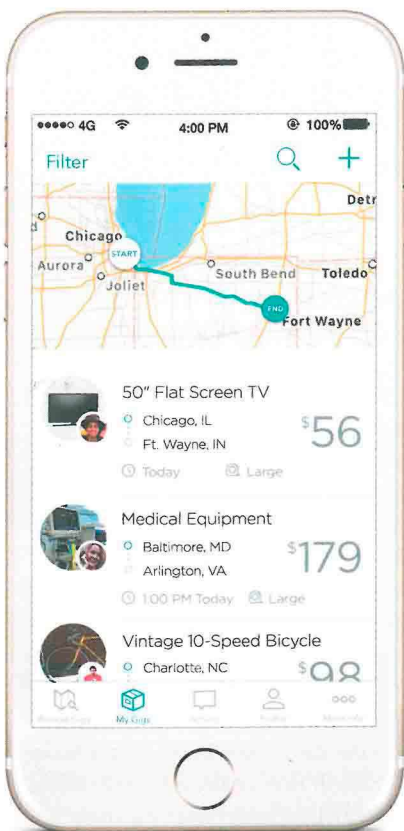 4G 4:00 PM 100%
Filter
Detr
Chicago
START
Aurora
Joliet
South Bend
Toledo
END
Fort Wayne
50" Flat Screen TV
Chicago, IL
$56
Ft. Wayne, IN
Today Large
Medical Equipment
Baltimore, MD
$179
Arlington, VA
1:00 PM Today Large
Vintage 10-Speed Bicycle
Charlotte, NC
$98
My Gigs